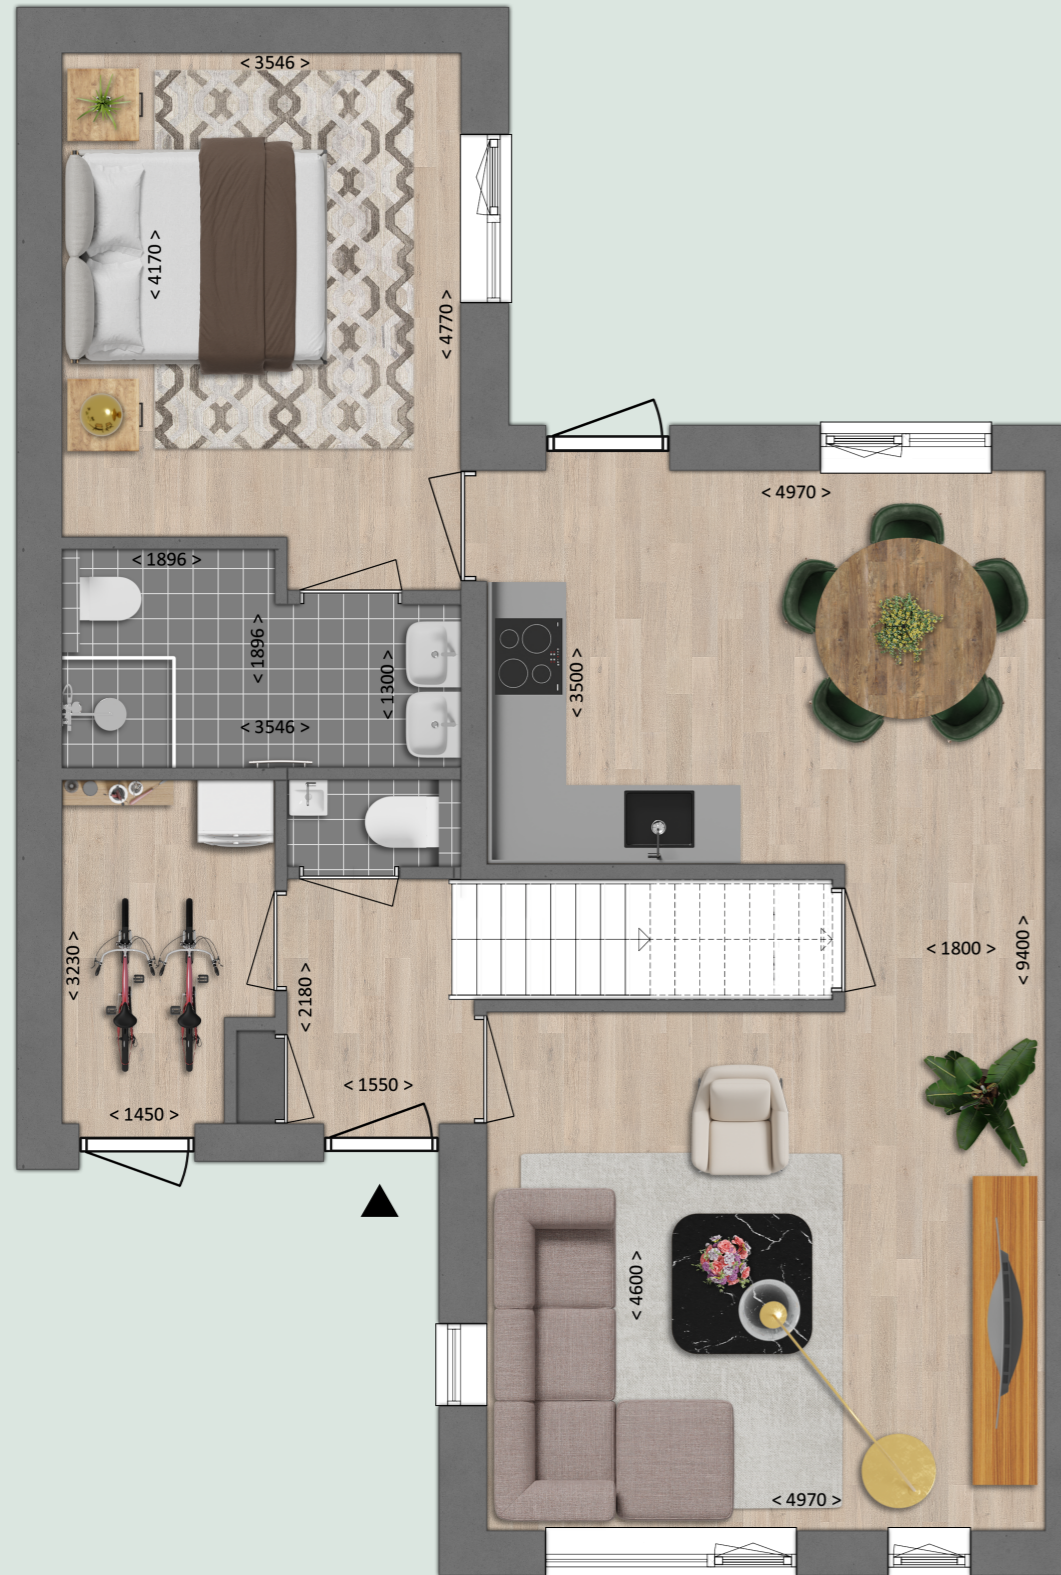 < 3546 >
< 4170 >
< 4770 >
< 4970 >
< 1896 >
< 1896 >
< 1300 >
< 3500 >
< 3546 >
< 3230 >
< 2180 >
< 1800 >
< 9400 >
< 1550 >
< 1450 >
< 4600 >
< 4970 >